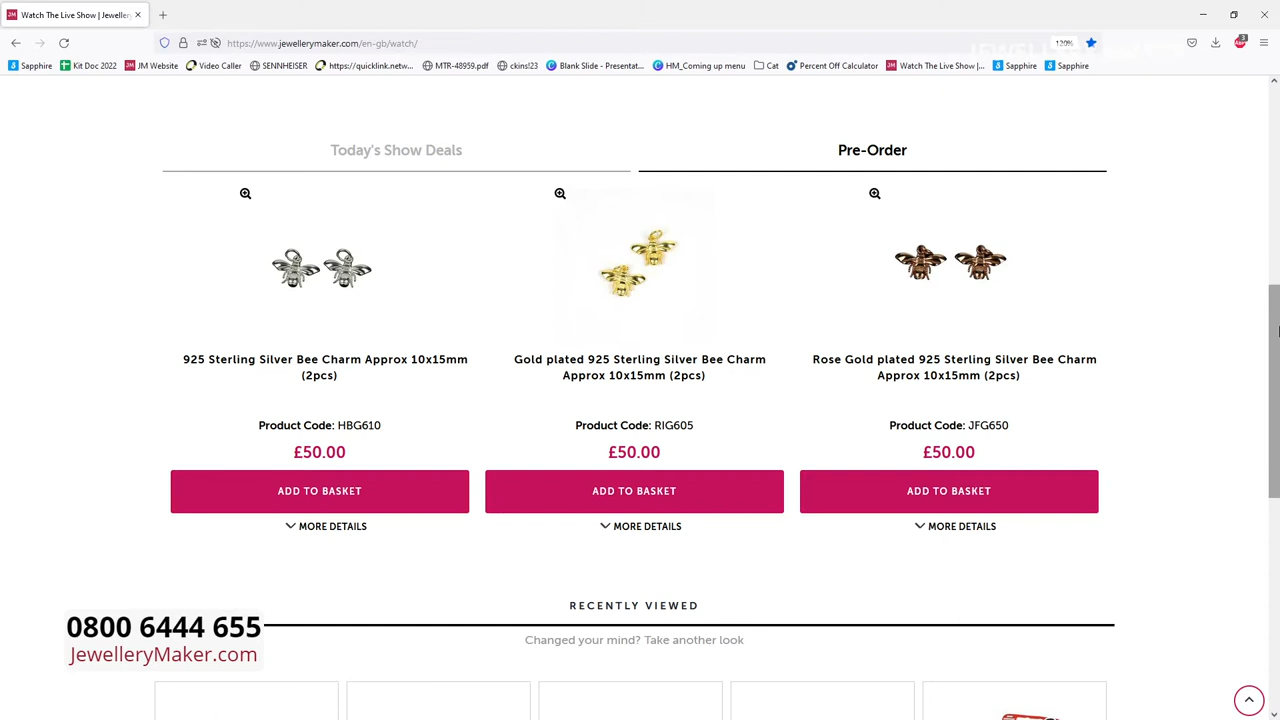 Watch The Live Show | Jeweller
https://www.jewellerymaker.com
gb/watch/
120%
3
Sapphire
Kit Doc 2022
JM Website
Video Caller
SENNHEISER
https://quicklink.netw...
MTR-48959.pdf
ckins!23
Blank Slide - Presentat...
HM_Coming up menu
Cat
Percent Off Calculator
Watch The Live Show |...
Sapphire
Sapphire
Today's Show Deals
Pre-Order
925 Sterling Silver Bee Charm Approx 10x15mm
(2pcs)
Product Code: HBG610
£50.00
ADD TO BASKET
MORE DETAILS
Gold plated 925 Sterling Silver Bee Charm
Approx 10x15mm (2pcs)
Product Code: RIG605
£50.00
ADD TO BASKET
MORE DETAILS
Rose Gold plated 925 Sterling Silver Bee Charm
Approx 10x15mm (2pcs)
Product Code: JFG650
£50.00
ADD TO BASKET
MORE DETAILS
RECENTLY VIEWED
Changed your mind? Take another look
0800 6444 655
JewelleryMaker.com